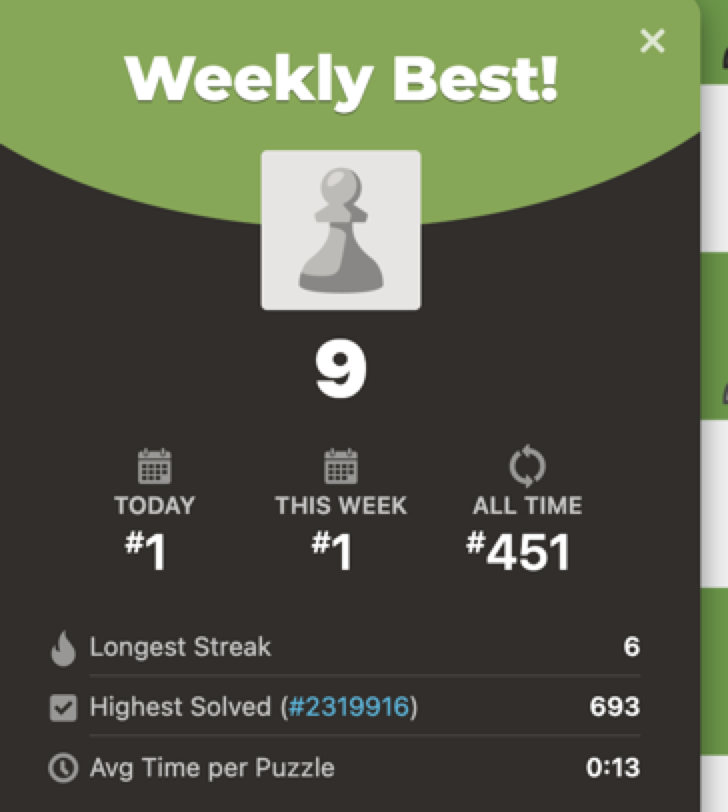 Weekly Best!
9
TODAY THIS WEEK ALL TIME
#1 #1 #451
Longest Streak 6
Highest Solved (#2319916) 693
Avg Time per Puzzle 0:13